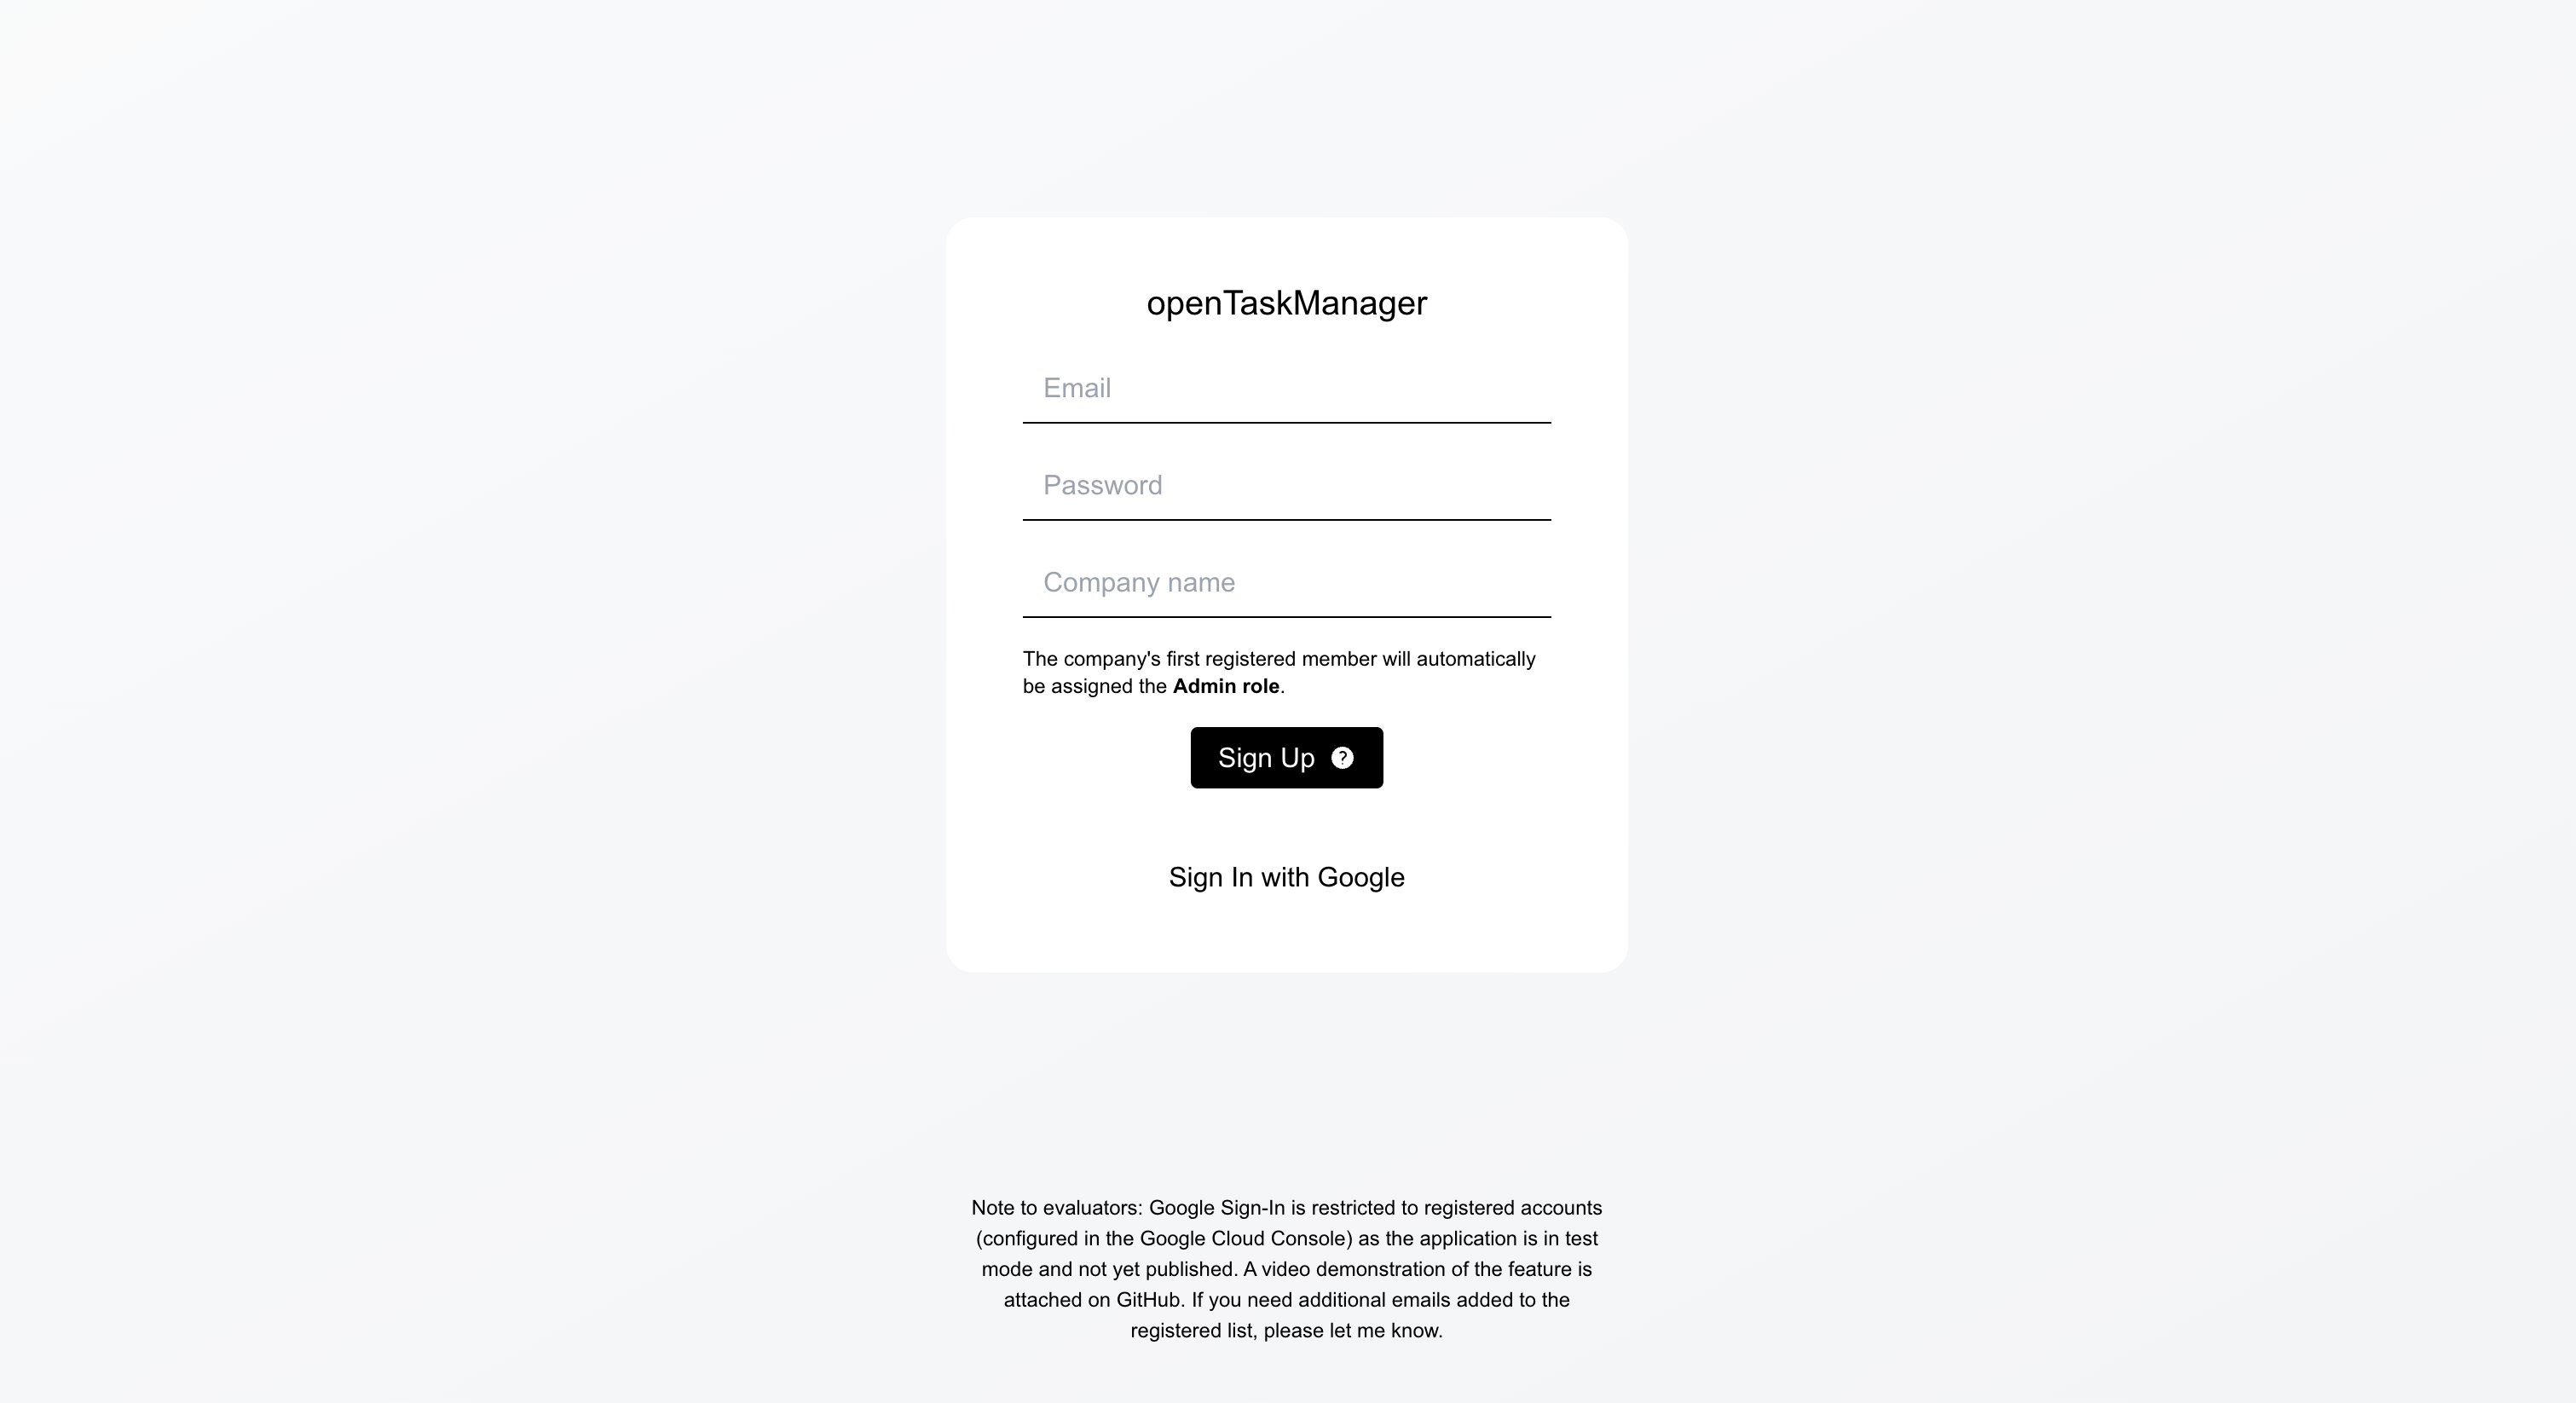 openTaskManager
Email
Password
Company name
The company's first registered member will automatically
be assigned the Admin role.
Sign Up ?
Sign In with Google
Note to evaluators: Google Sign-In is restricted to registered accounts
(configured in the Google Cloud Console) as the application is in test
mode and not yet published. A video demonstration of the feature is
attached on GitHub. If you need additional emails added to the
registered list, please let me know.